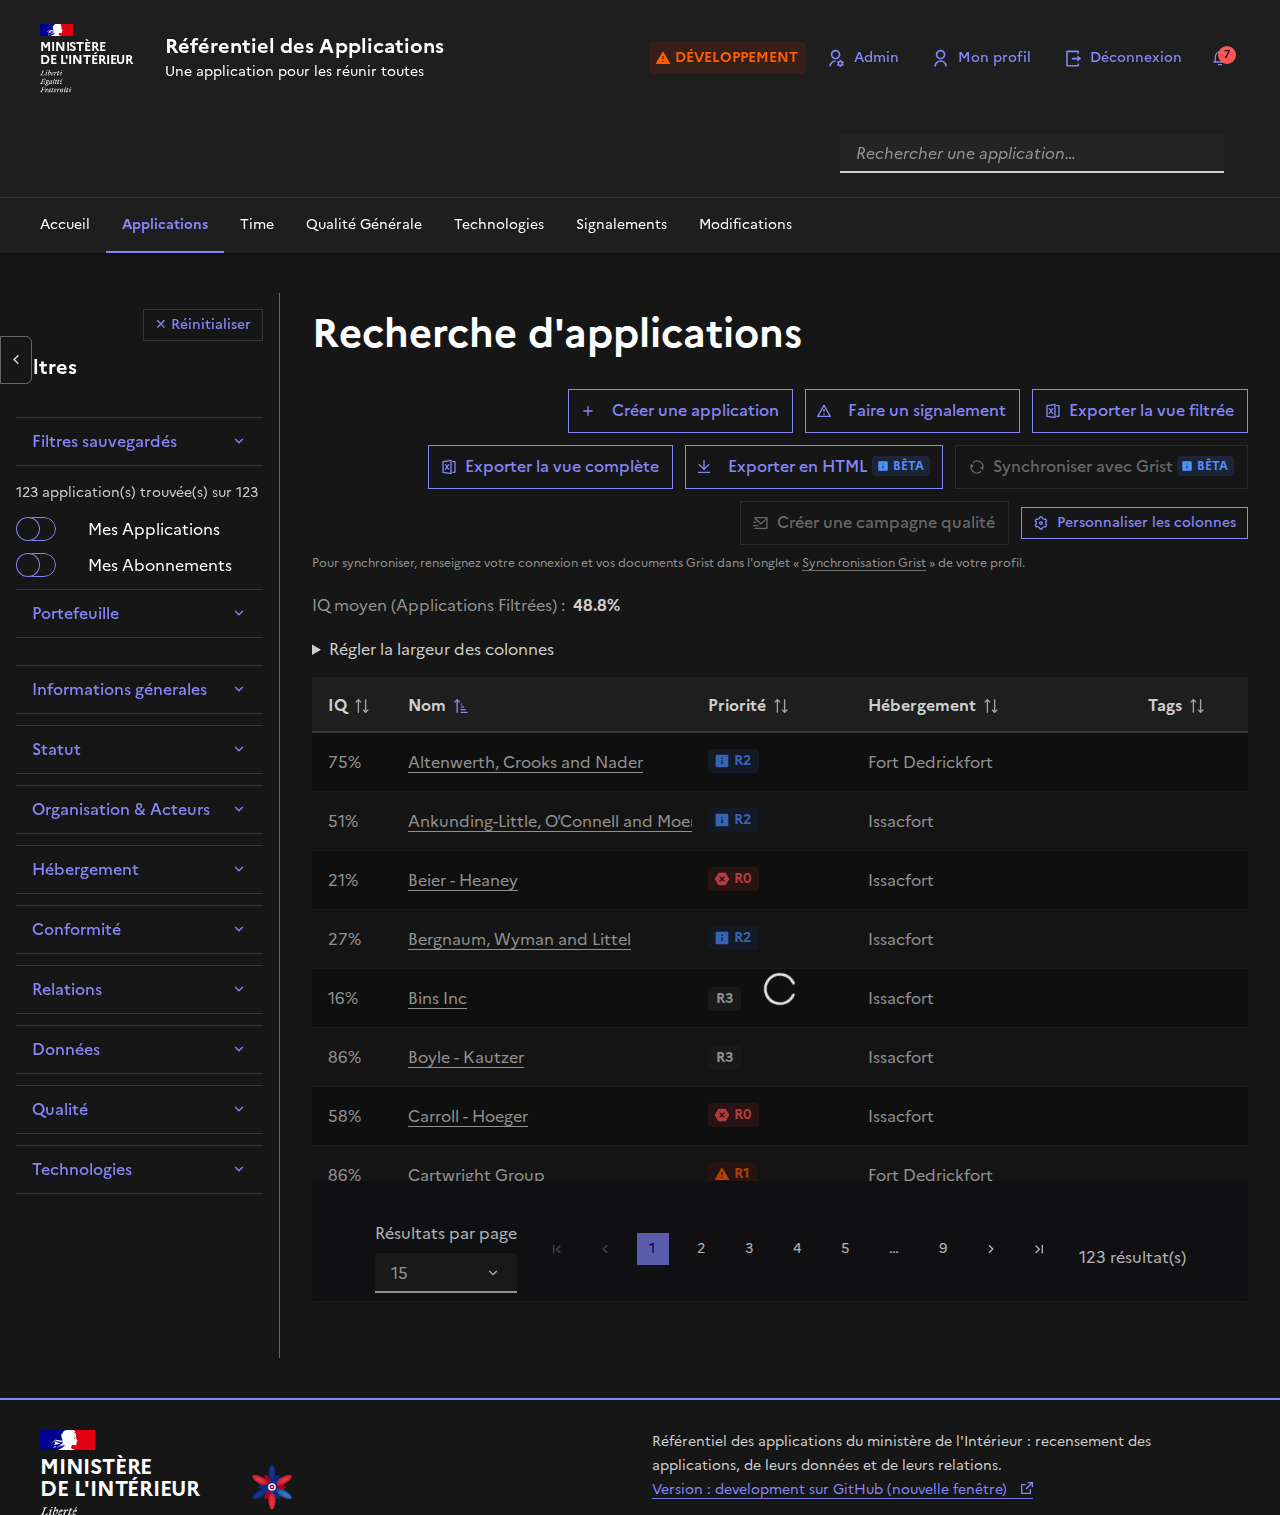 MINISTÈRE
DE L'INTÉRIEUR
Liberté
Égalité
Fraternité
Référentiel des Applications
Une application pour les réunir toutes
DÉVELOPPEMENT
Admin
Mon profil
Déconnexion
7
Rechercher une application…
Accueil
Applications
Time
Qualité Générale
Technologies
Signalements
Modifications
Réinitialiser
ltres
Filtres sauvegardés
123 application(s) trouvée(s) sur 123
Mes Applications
Mes Abonnements
Portefeuille
Informations génerales
Statut
Organisation & Acteurs
Hébergement
Conformité
Relations
Données
Qualité
Technologies
Recherche d'applications
Créer une application
Faire un signalement
Exporter la vue filtrée
Exporter la vue complète
Exporter en HTML BÊTA
Synchroniser avec Grist BÊTA
Créer une campagne qualité
Personnaliser les colonnes
Pour synchroniser, renseignez votre connexion et vos documents Grist dans l'onglet « Synchronisation Grist » de votre profil.
IQ moyen (Applications Filtrées) : 48.8%
Régler la largeur des colonnes
IQ Nom Priorité Hébergement Tags
75% Altenwerth, Crooks and Nader R2 Fort Dedrickfort
51% Ankunding-Little, O'Connell and Moe R2 Issacfort
21% Beier - Heaney R0 Issacfort
27% Bergnaum, Wyman and Littel R2 Issacfort
16% Bins Inc R3 Issacfort
86% Boyle - Kautzer R3 Issacfort
58% Carroll - Hoeger R0 Issacfort
86% Cartwright Group R1 Fort Dedrickfort
Résultats par page
15
1 2 3 4 5 … 9
123 résultat(s)
MINISTÈRE
DE L'INTÉRIEUR
Liberté
Référentiel des applications du ministère de l'Intérieur : recensement des
applications, de leurs données et de leurs relations.
Version : development sur GitHub (nouvelle fenêtre)